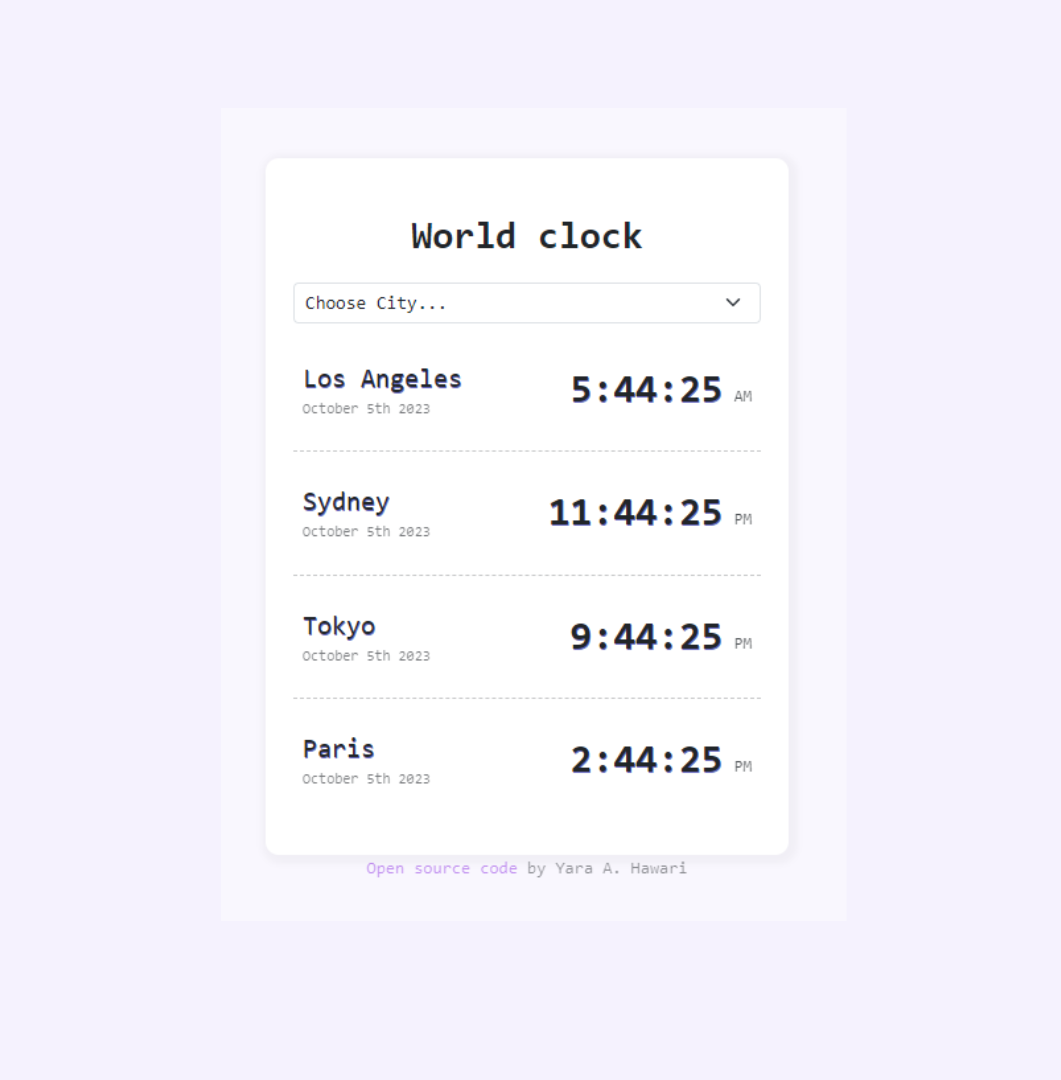 World clock
Choose City...
Los Angeles
October 5th 2023
5:44:25 AM
Sydney
October 5th 2023
11:44:25 PM
Tokyo
October 5th 2023
9:44:25 PM
Paris
October 5th 2023
2:44:25 PM
Open source code by Yara A. Hawari